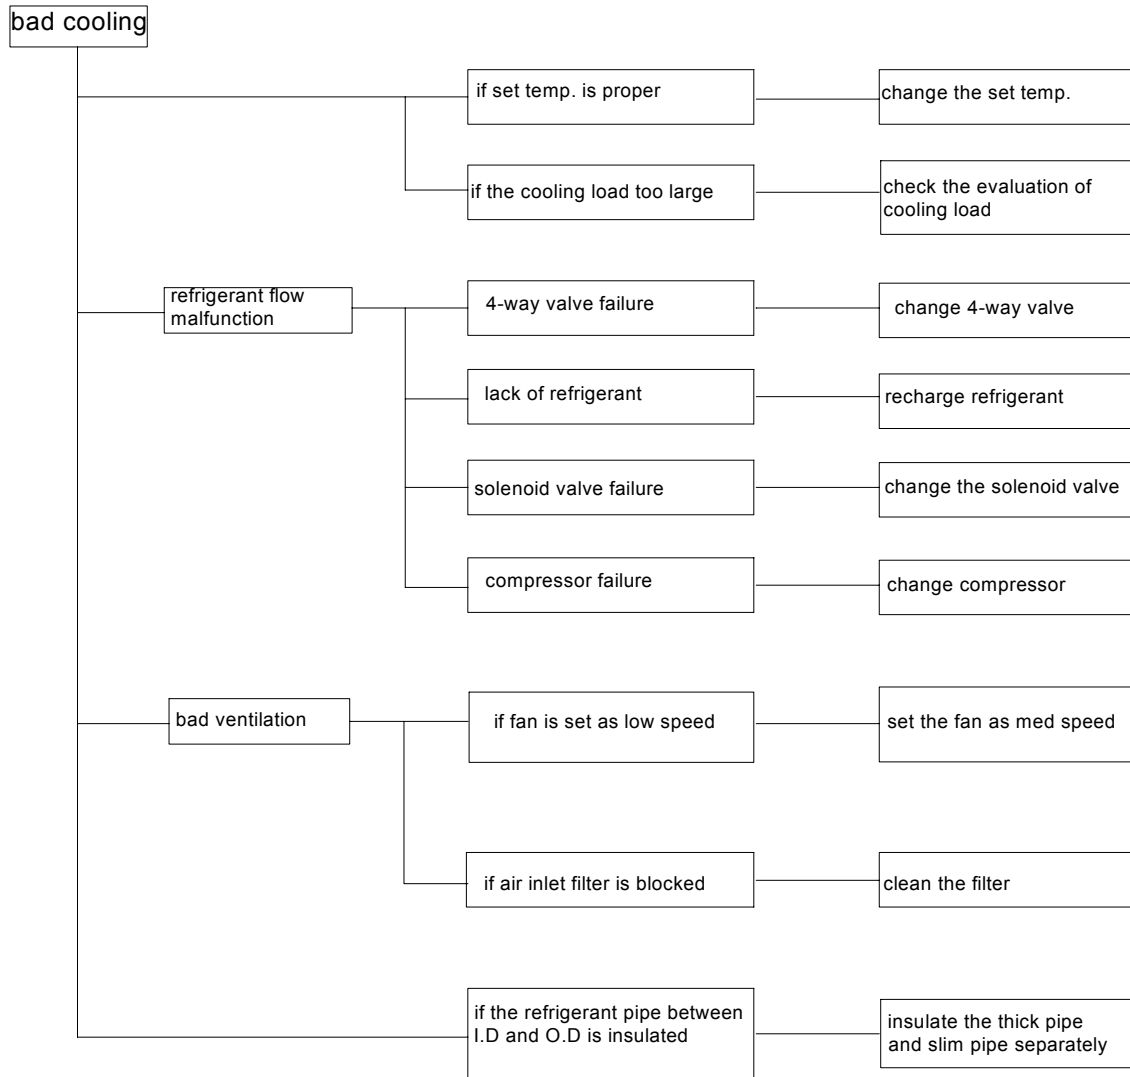 bad cooling
if set temp. is proper
change the set temp.
if the cooling load too large
check the evaluation of
cooling load
refrigerant flow
malfunction
4-way valve failure
change 4-way valve
lack of refrigerant
recharge refrigerant
solenoid valve failure
change the solenoid valve
compressor failure
change compressor
bad ventilation
if fan is set as low speed
set the fan as med speed
if air inlet filter is blocked
clean the filter
if the refrigerant pipe between
I.D and O.D is insulated
insulate the thick pipe
and slim pipe separately